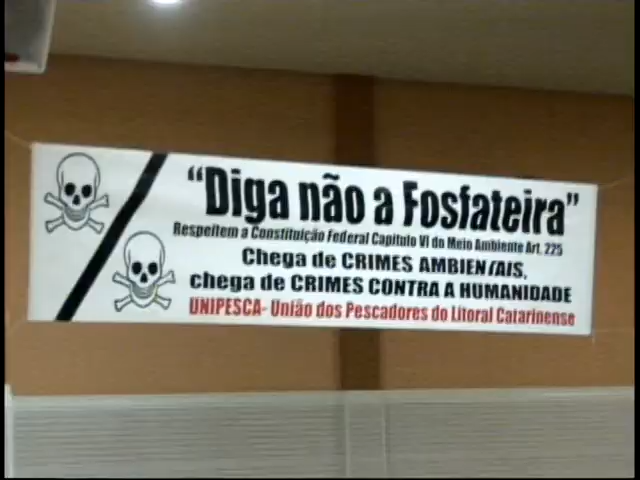 "Diga não a Fosfateira"
Respeitem a Constituição Federal Capitulo VI do Meio Ambiente Art. 225
Chega de CRIMES AMBIENTAIS,
chega de CRIMES CONTRA A HUMANIDADE
UNIPESCA- União dos Pescadores do Litoral Catarinense